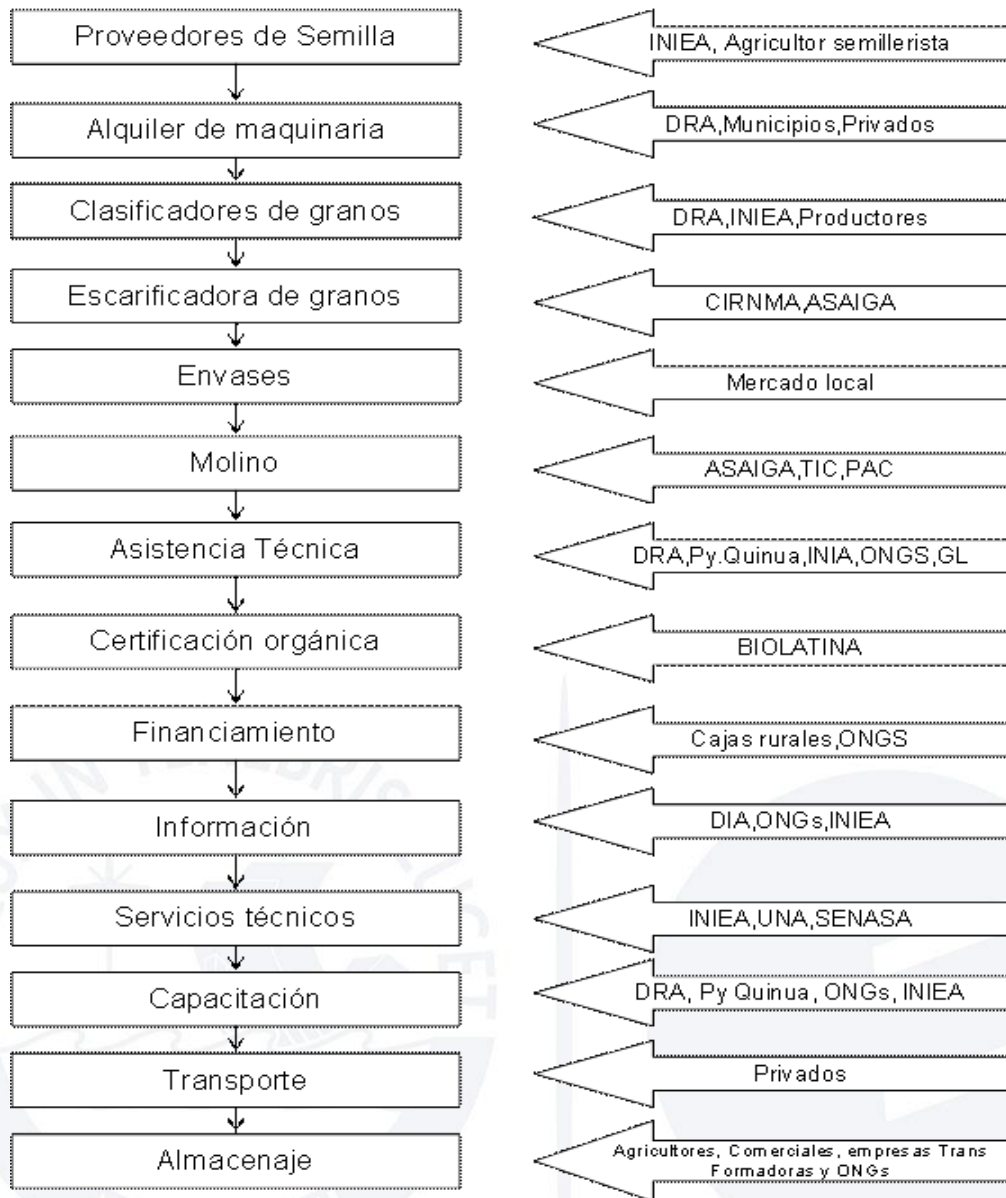 Proveedores de Semilla
INIEA, Agricultor semillerista
Alquiler de maquinaria
DRA,Municipios,Privados
Clasificadores de granos
DRA,INIEA,Productores
Escarificadora de granos
CIRNMA,ASAIGA
Envases
Mercado local
Molino
ASAIGA,TIC,PAC
Asistencia Técnica
DRA,Py.Quinua,INIA,ONGS,GL
Certificación orgánica
BIOLATINA
Financiamiento
Cajas rurales,ONGS
Información
DIA,ONGs,INIEA
Servicios técnicos
INIEA,UNA,SENASA
Capacitación
DRA, Py Quinua, ONGs, INIEA
Transporte
Privados
Almacenaje
Agricultores, Comerciales, empresas Trans
Formadoras y ONGs